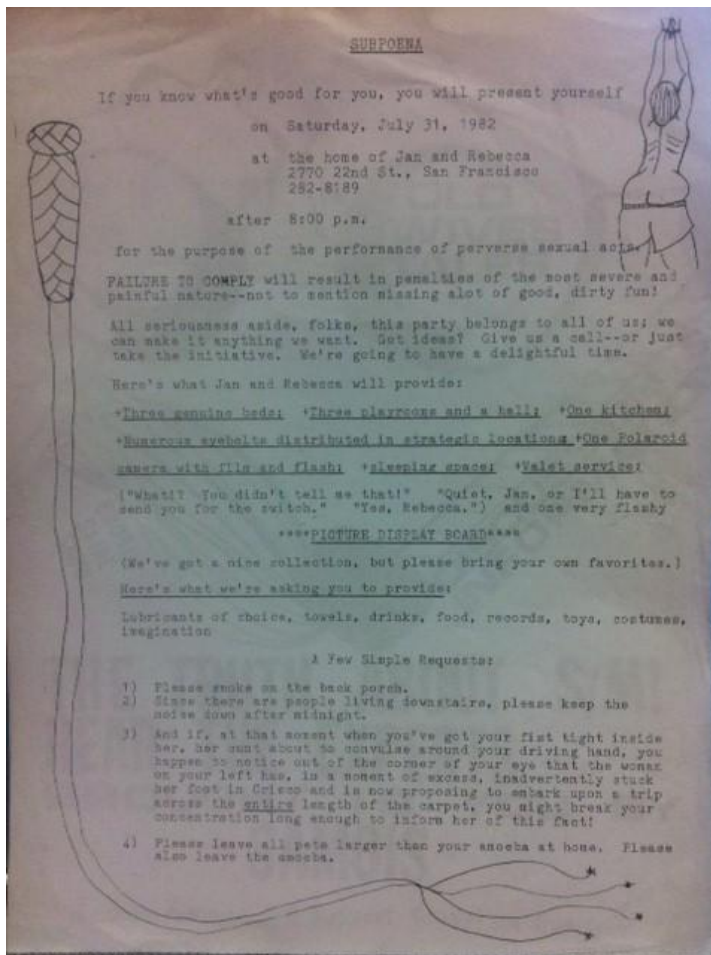 SUBPOENA
If you know what's good for you, you will present yourself
on Saturday, July 31, 1982
at the home of Jan and Rebecca
2770 22nd St., San Francisco
282-8189
after 8:00 p.m.
for the purpose of the performance of perverse sexual acts.
FAILURE TO COMPLY will result in penalties of the most severe and
painful nature--not to mention missing alot of good, dirty fun!
All seriousness aside, folks, this party belongs to all of us; we
can make it anything we want. Got ideas? Give us a call--or just
take the initiative. We're going to have a delightful time.
Here's what Jan and Rebecca will provide:
+Three genuine beds; +Three playrooms and a hall; +One kitchen;
+Numerous eyebolts distributed in strategic locations +One Polaroid
camera with film and flash; +sleeping space; +Valet service;
("What!? You didn't tell me that!" "Quiet, Jan, or I'll have to
send you for the switch." "Yes, Rebecca.") and one very flashy
****PICTURE DISPLAY BOARD****
(We've got a nice collection, but please bring your own favorites.)
Here's what we're asking you to provide:
Lubricants of choice, towels, drinks, food, records, toys, costumes,
imagination
A Few Simple Requests:
1) Please smoke on the back porch.
2) Since there are people living downstairs, please keep the
noise down after midnight.
3) And if, at that moment when you've got your fist tight inside
her, her cunt about to convulse around your driving hand, you
happen to notice out of the corner of your eye that the woman
on your left has, in a moment of excess, inadvertently stuck
her foot in Crisco and is now proposing to embark upon a trip
across the entire length of the carpet, you might break your
concentration long enough to inform her of this fact!
4) Please leave all pets larger than your amoeba at home. Please
also leave the amoeba.